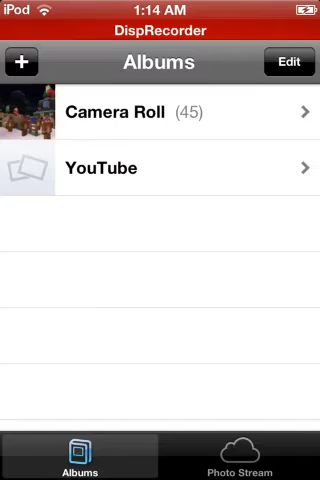 iPod 1:14 AM
DispRecorder
+ Albums Edit
Camera Roll (45)
YouTube
Albums Photo Stream